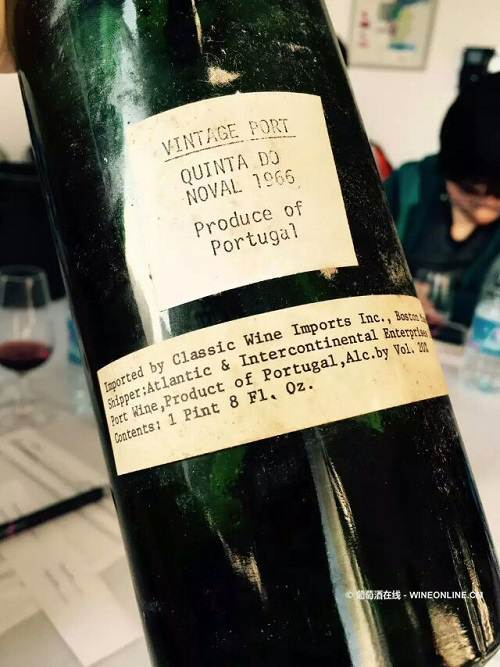 VINTAGE PORT
QUINTA DO
NOVAL 1966
Produce of
Portugal
Imported by Classic Wine Imports Inc., Boston
Shipper:Atlantic & Intercontinental Enterprises
Port Wine,Product of Portugal,Alc.by Vol. 20%
Contents: 1 Pint 8 Fl. Oz.
© 葡萄酒在线 - WINEONLINE.CN